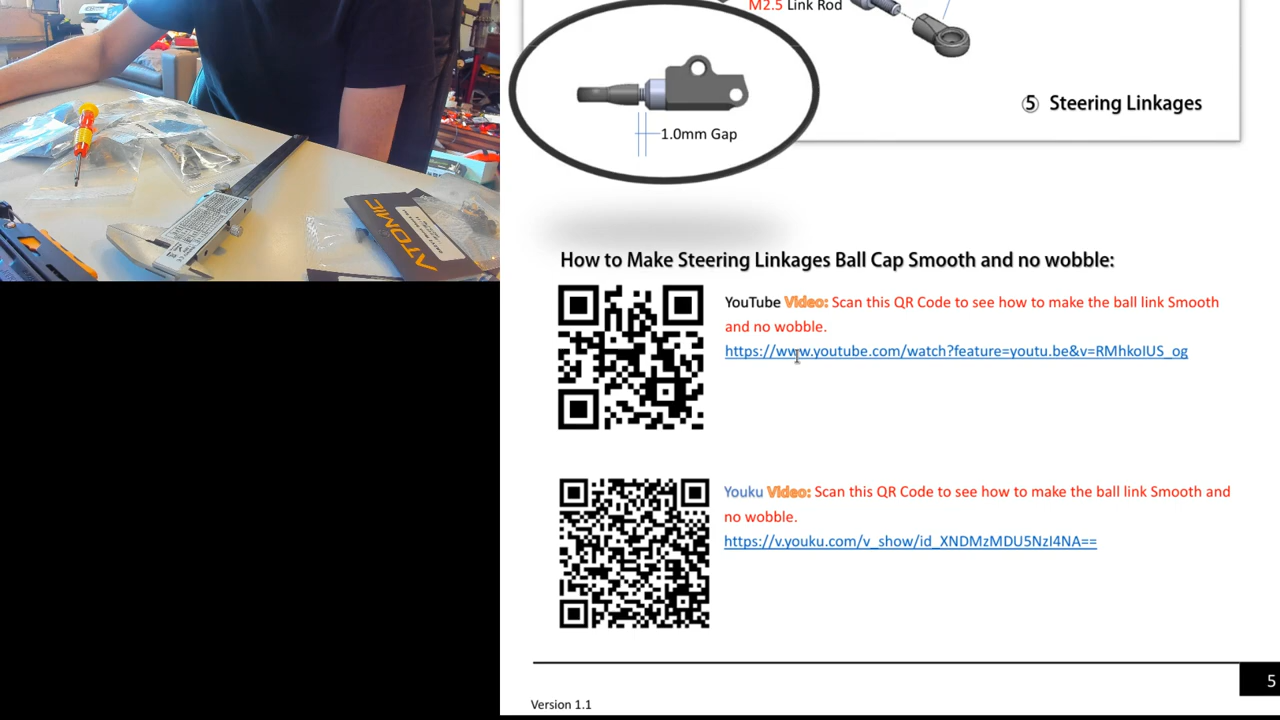 M2.5 Link Rod
1.0mm Gap
⑤ Steering Linkages
ATOMIC
How to Make Steering Linkages Ball Cap Smooth and no wobble:
YouTube Video: Scan this QR Code to see how to make the ball link Smooth
and no wobble.
https://www.youtube.com/watch?feature=youtu.be&v=RMhkoIUS_og
Youku Video: Scan this QR Code to see how to make the ball link Smooth and
no wobble.
https://v.youku.com/v_show/id_XNDMzMDU5NzI4NA==
5
Version 1.1